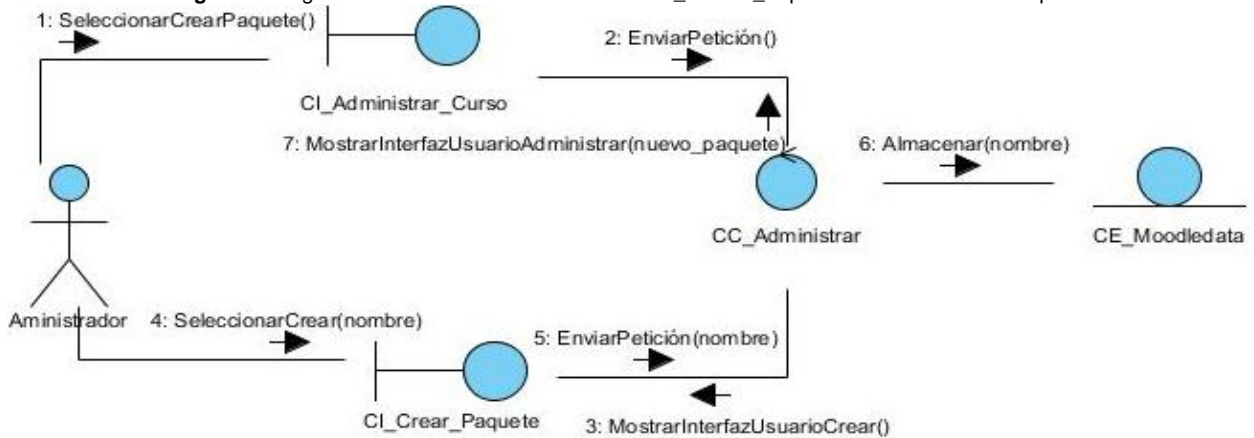 1: SeleccionarCrearPaquete()
2: EnviarPetición()
CI_Administrar_Curso
7: MostrarInterfazUsuarioAdministrar(nuevo_paquete)
6: Almacenar(nombre)
CC_Administrar
CE_Moodledata
Aministrador
4: SeleccionarCrear(nombre)
5: EnviarPetición(nombre)
CI_Crear_Paquete
3: MostrarInterfazUsuarioCrear()